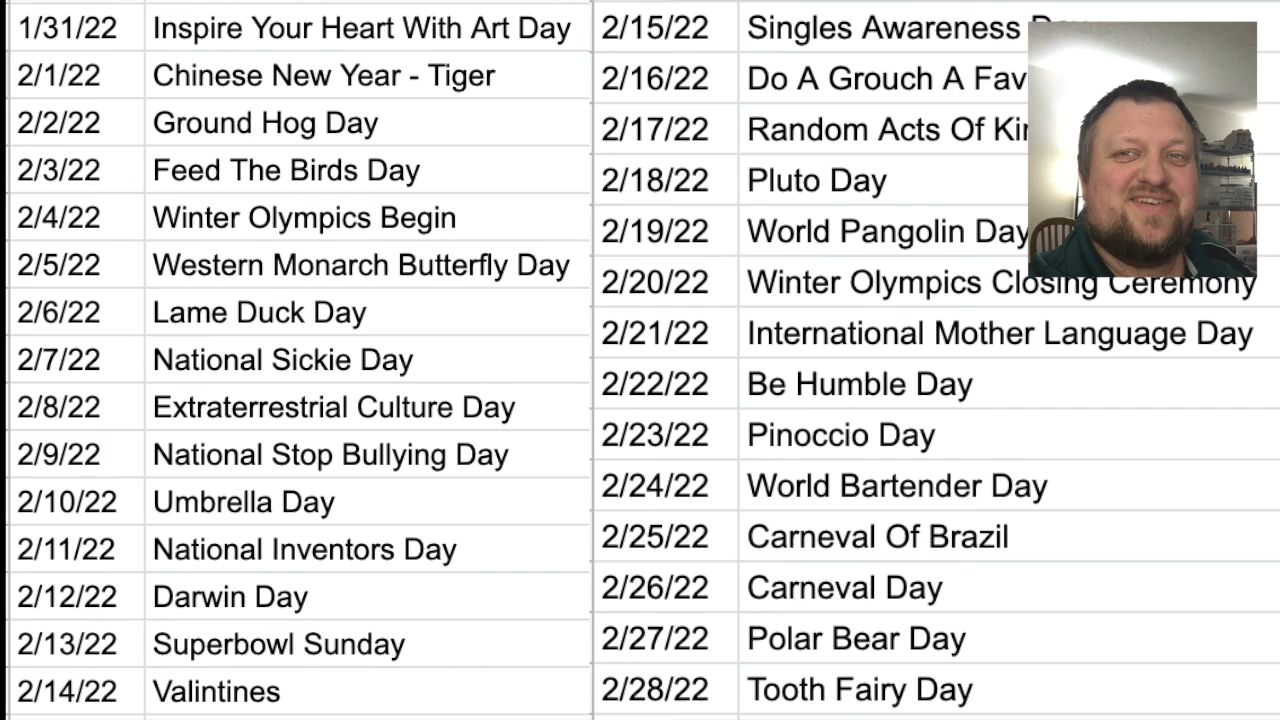 1/31/22 Inspire Your Heart With Art Day
2/1/22 Chinese New Year - Tiger
2/2/22 Ground Hog Day
2/3/22 Feed The Birds Day
2/4/22 Winter Olympics Begin
2/5/22 Western Monarch Butterfly Day
2/6/22 Lame Duck Day
2/7/22 National Sickie Day
2/8/22 Extraterrestrial Culture Day
2/9/22 National Stop Bullying Day
2/10/22 Umbrella Day
2/11/22 National Inventors Day
2/12/22 Darwin Day
2/13/22 Superbowl Sunday
2/14/22 Valintines
2/15/22 Singles Awareness Day
2/16/22 Do A Grouch A
2/17/22 Random Acts Of
2/18/22 Pluto Day
2/19/22 World Pangolin Day
2/20/22 Winter Olympics Closing Ceremony
2/21/22 International Mother Language Day
2/22/22 Be Humble Day
2/23/22 Pinoccio Day
2/24/22 World Bartender Day
2/25/22 Carneval Of Brazil
2/26/22 Carneval Day
2/27/22 Polar Bear Day
2/28/22 Tooth Fairy Day